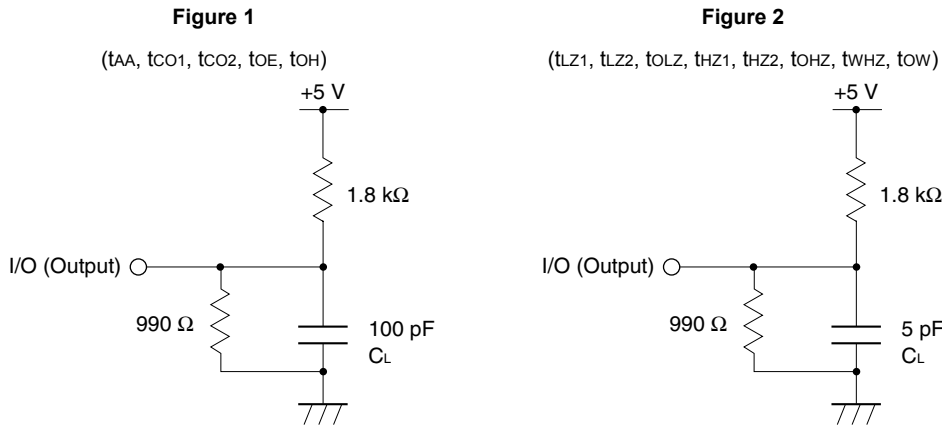 Figure 1
(tAA, tCO1, tCO2, tOE, tOH)
+5 V
1.8 kΩ
I/O (Output)
990 Ω
100 pF
CL
Figure 2
(tLZ1, tLZ2, tOLZ, tHZ1, tHZ2, tOHZ, tWHZ, tOW)
+5 V
1.8 kΩ
I/O (Output)
990 Ω
5 pF
CL